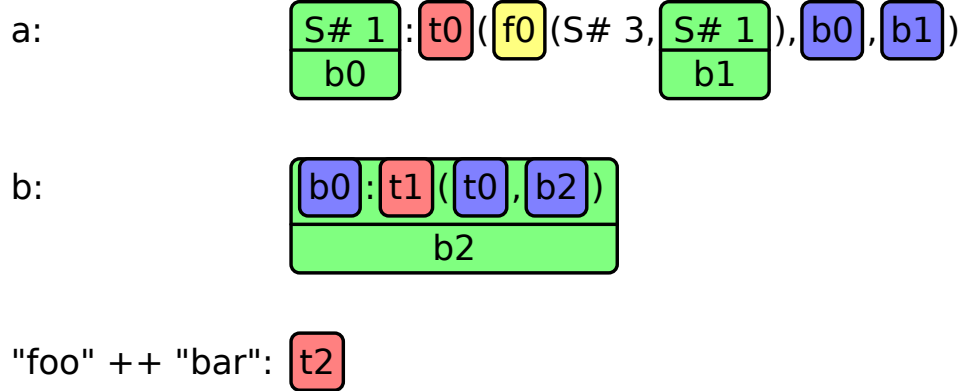 a: S# 1 : t0 ( f0 (S# 3, S# 1 ), b0 , b1 )
b0 b1
b: b0 : t1 ( t0 , b2 )
b2
"foo" ++ "bar": t2